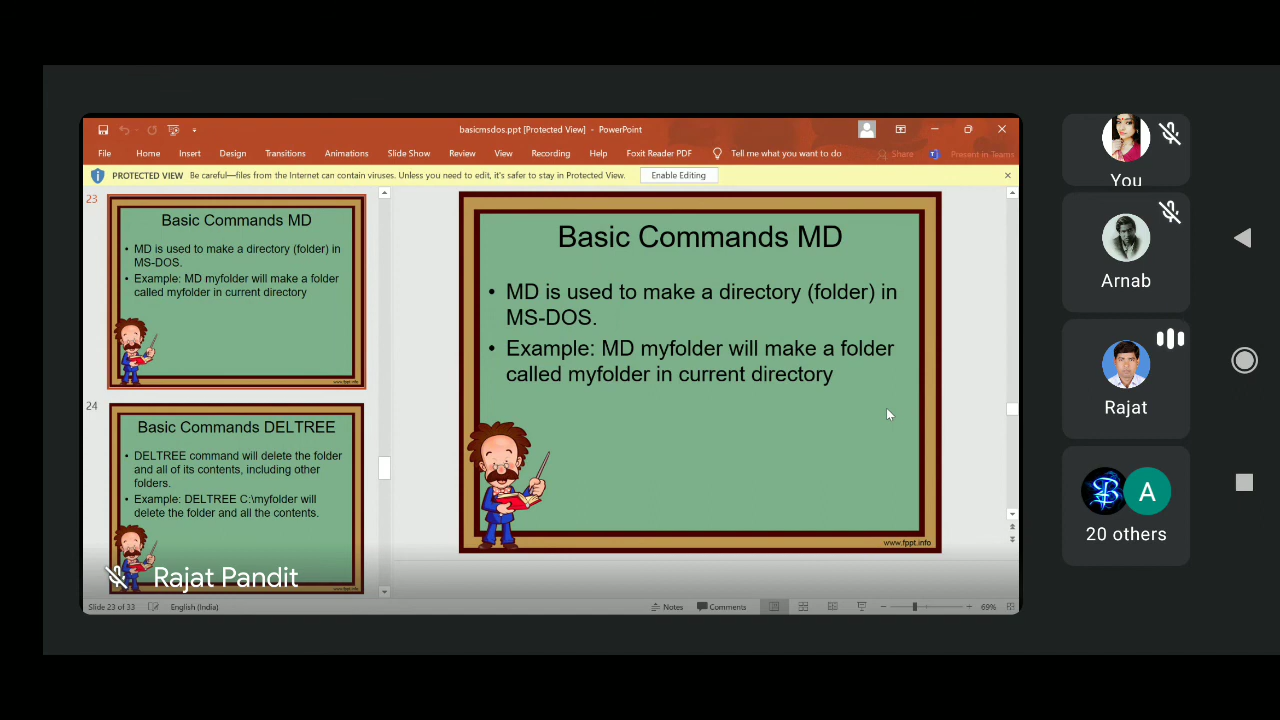 basicmsdos.ppt [Protected View] - PowerPoint
File Home Insert Design Transitions Animations Slide Show Review View Recording Help Foxit Reader PDF Tell me what you want to do Share Present in Teams
PROTECTED VIEW Be careful—files from the Internet can contain viruses. Unless you need to edit, it's safer to stay in Protected View. Enable Editing
23
Basic Commands MD
• MD is used to make a directory (folder) in
MS-DOS.
• Example: MD myfolder will make a folder
called myfolder in current directory
www.fppt.info
24
Basic Commands DELTREE
• DELTREE command will delete the folder
and all of its contents, including other
folders.
• Example: DELTREE C:\myfolder will
delete the folder and all the contents.
www.fppt.info
Basic Commands MD
• MD is used to make a directory (folder) in
MS-DOS.
• Example: MD myfolder will make a folder
called myfolder in current directory
www.fppt.info
Rajat Pandit
Slide 23 of 33 English (India) Notes Comments 69%
You
Arnab
Rajat
A
20 others